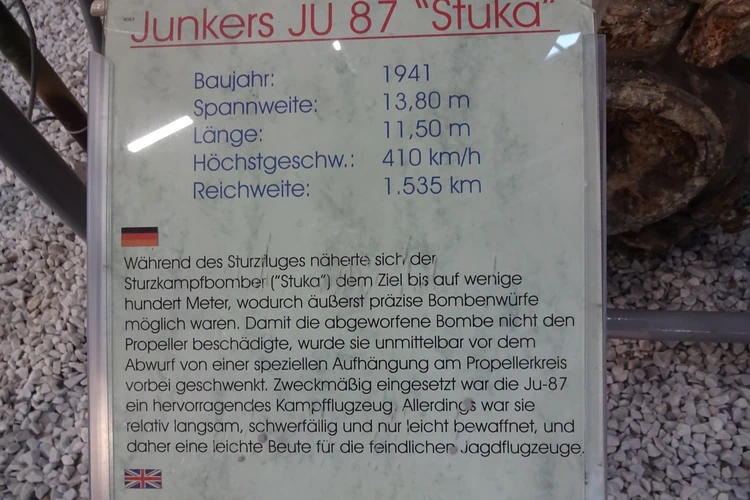 Junkers JU 87 "Stuka"
Baujahr: 1941
Spannweite: 13,80 m
Länge: 11,50 m
Höchstgeschw.: 410 km/h
Reichweite: 1.535 km
Während des Sturzfluges näherte sich der
Sturzkampfbomber ("Stuka") dem Ziel bis auf wenige
hundert Meter, wodurch äußerst präzise Bombenwürfe
möglich waren. Damit die abgeworfene Bombe nicht den
Propeller beschädigte, wurde sie unmittelbar vor dem
Abwurf von einer speziellen Aufhängung am Propellerkreis
vorbei geschwenkt. Zweckmäßig eingesetzt war die Ju-87
ein hervorragendes Kampfflugzeug. Allerdings war sie
relativ langsam, schwerfällig und nur leicht bewaffnet, und
daher eine leichte Beute für die feindlichen Jagdflugzeuge.